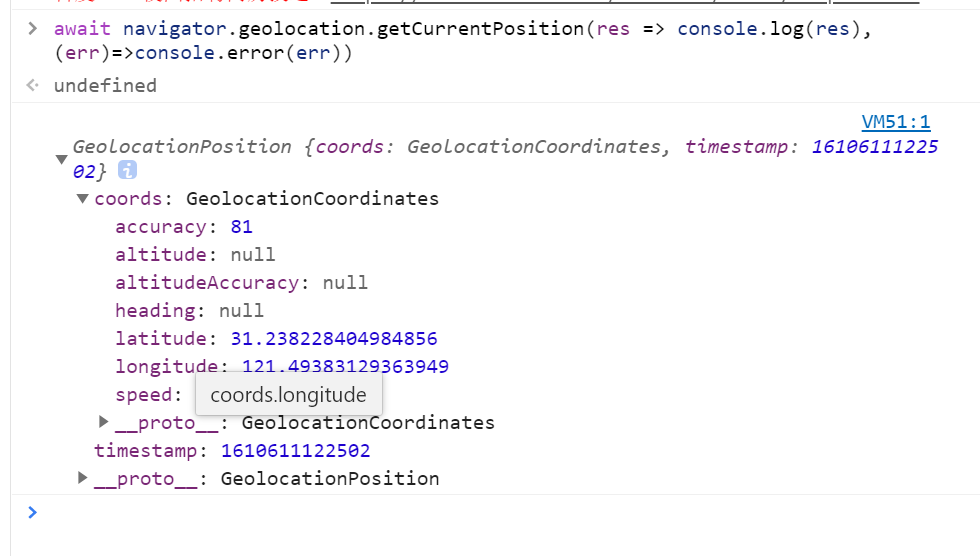 await navigator.geolocation.getCurrentPosition(res => console.log(res),
(err)=>console.error(err))
undefined
VM51:1
GeolocationPosition {coords: GeolocationCoordinates, timestamp: 16106111225
02}
coords: GeolocationCoordinates
accuracy: 81
altitude: null
altitudeAccuracy: null
heading: null
latitude: 31.238228404984856
longitude: 121.49383129363949
speed:
coords.longitude
__proto__: GeolocationCoordinates
timestamp: 1610611122502
__proto__: GeolocationPosition